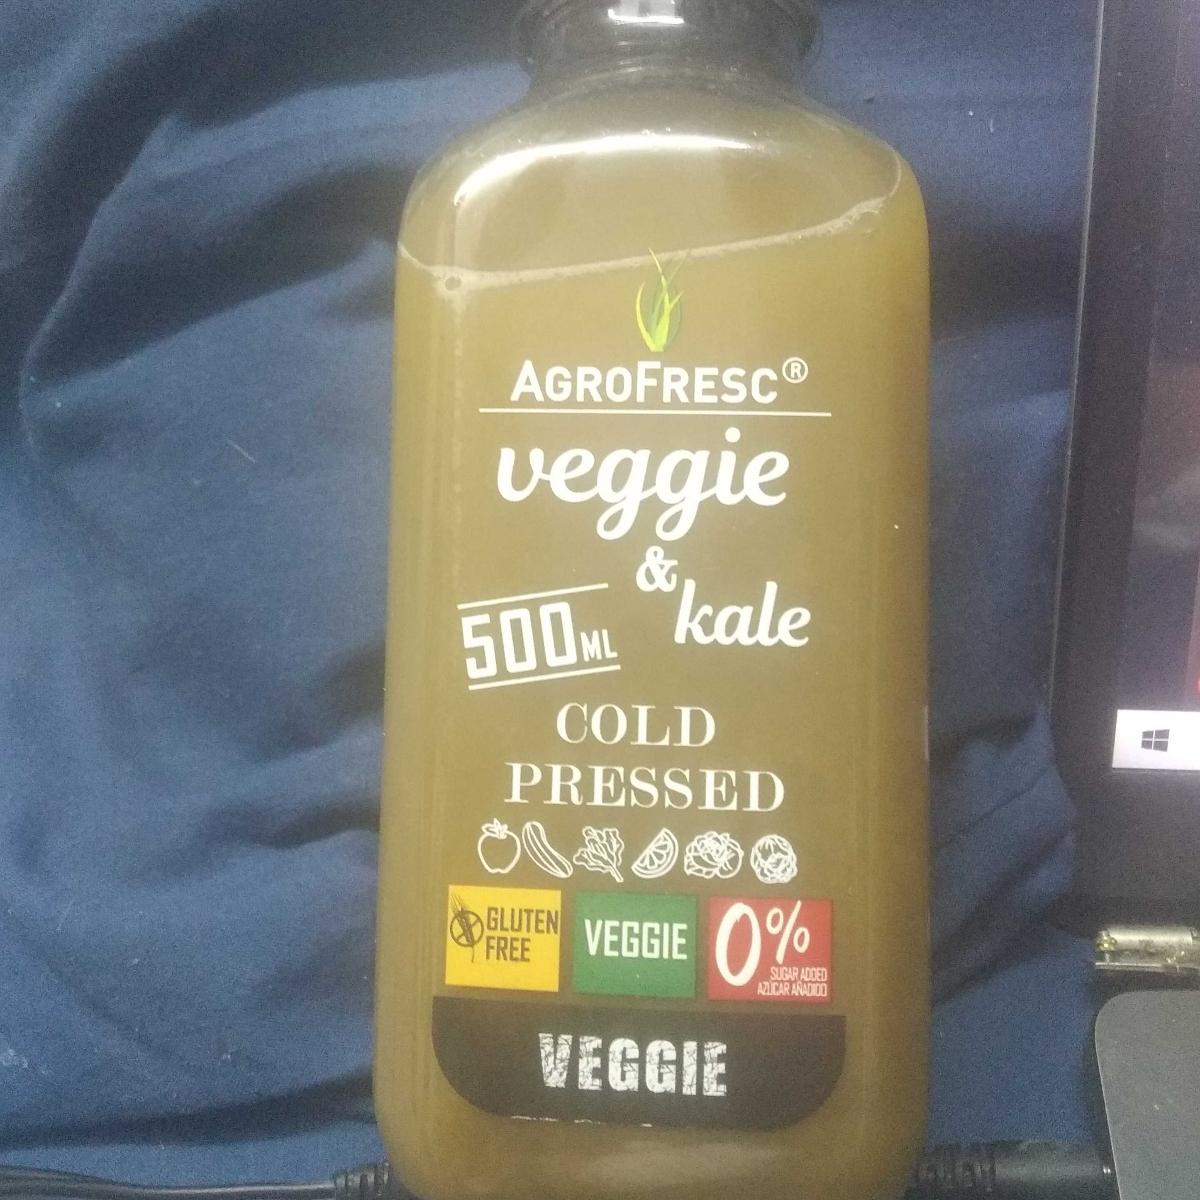 AGROFRESC®
veggie
&
kale
500ML
COLD
PRESSED
GLUTEN
FREE
VEGGIE
0%
SUGAR ADDED
AZÚCAR AÑADIDO
VEGGIE